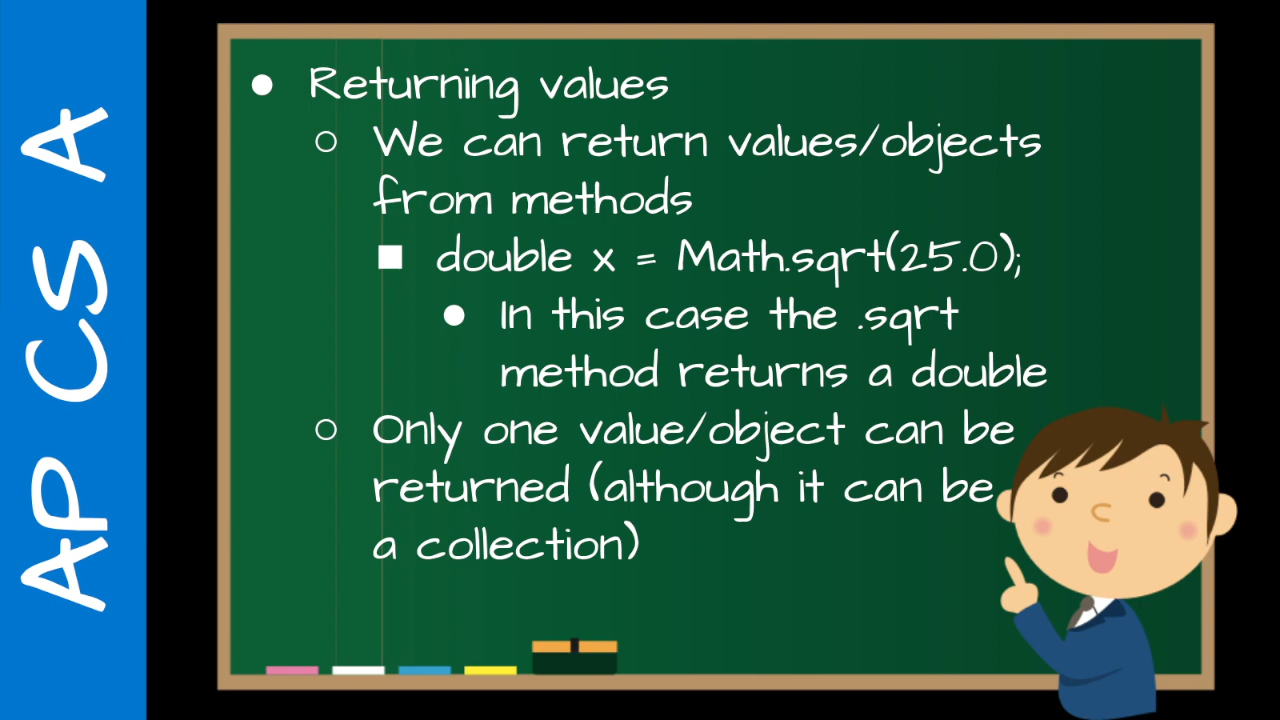 AP CS A
● Returning values
○ We can return values/objects
from methods
■ double x = Math.sqrt(25.0);
● In this case the .sqrt
method returns a double
○ Only one value/object can be
returned (although it can be
a collection)